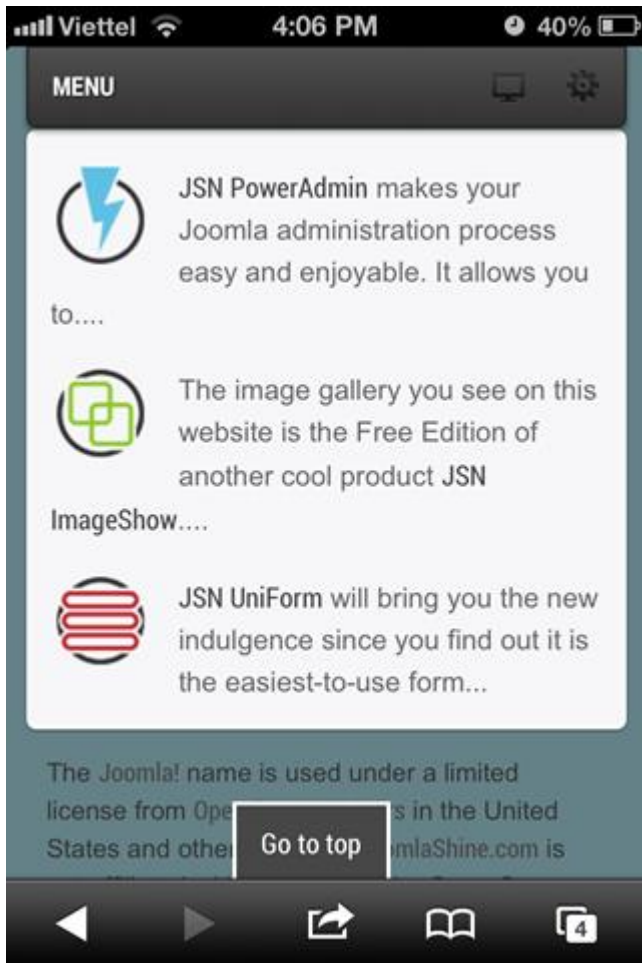 Viettel 4:06 PM 40%
MENU
JSN PowerAdmin makes your
Joomla administration process
easy and enjoyable. It allows you
to....
The image gallery you see on this
website is the Free Edition of
another cool product JSN
ImageShow....
JSN UniForm will bring you the new
indulgence since you find out it is
the easiest-to-use form...
The Joomla! name is used under a limited
license from in the United
States and JoomlaShine.com is
Go to top
4